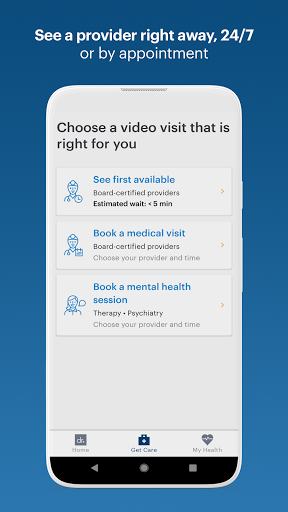 See a provider right away, 24/7
or by appointment
Choose a video visit that is
right for you
See first available
Board-certified providers
Estimated wait: < 5 min
Book a medical visit
Board-certified providers
Choose your provider and time
Book a mental health
session
Therapy • Psychiatry
Choose your provider and time
dr.
Home
Get Care
My Health